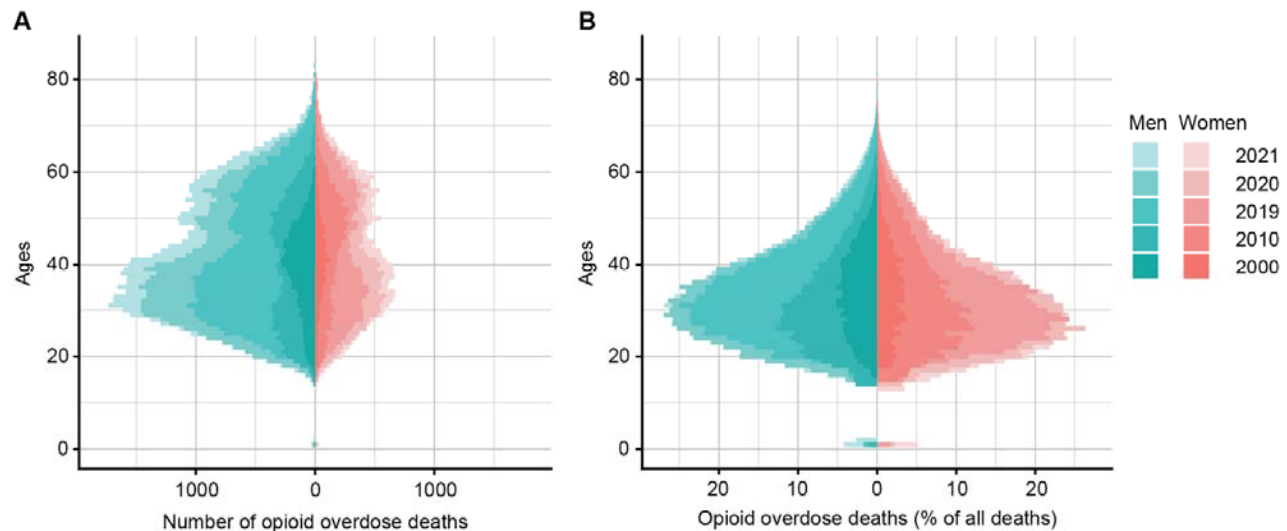 A
B
80
60
40
20
0
Ages
1000 0 1000
Number of opioid overdose deaths
80
60
40
20
0
Ages
20 10 0 10 20
Opioid overdose deaths (% of all deaths)
Men Women
2021
2020
2019
2010
2000